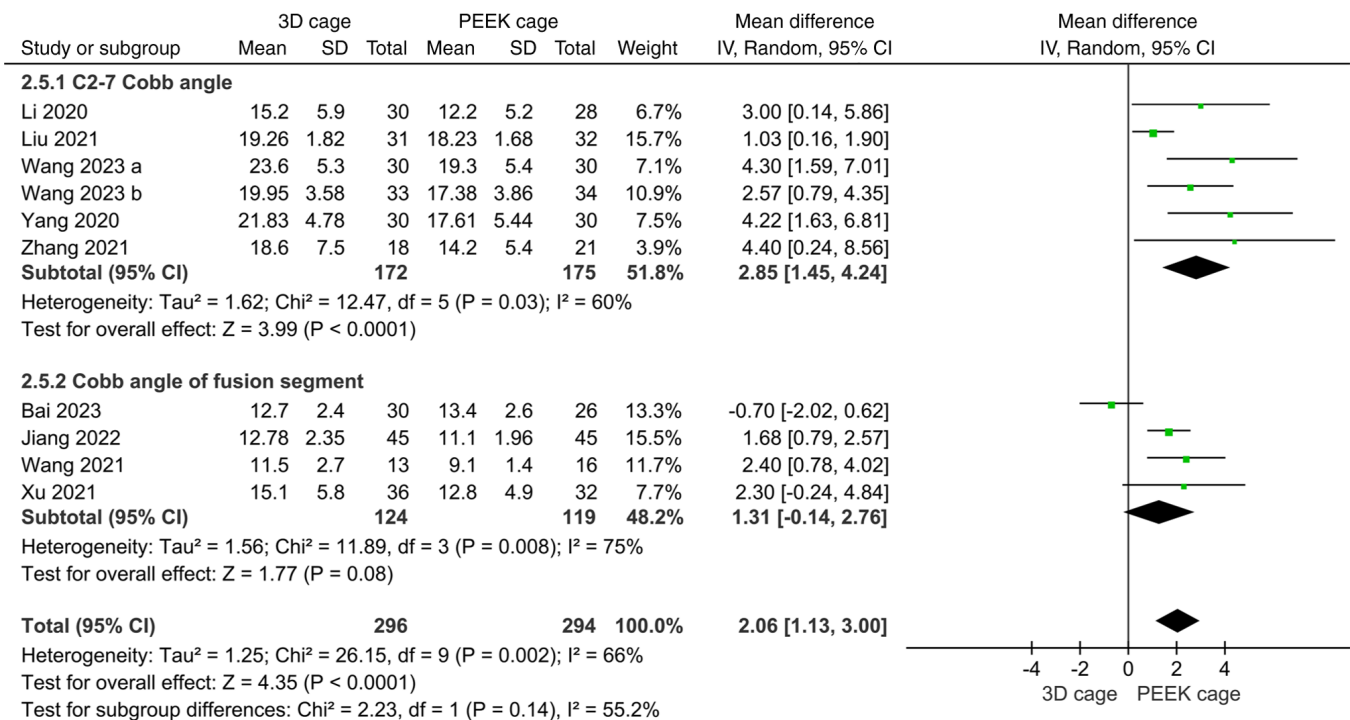 3D cage PEEK cage Mean difference Mean difference
Study or subgroup Mean SD Total Mean SD Total Weight IV, Random, 95% CI IV, Random, 95% CI
2.5.1 C2-7 Cobb angle
Li 2020 15.2 5.9 30 12.2 5.2 28 6.7% 3.00 [0.14, 5.86]
Liu 2021 19.26 1.82 31 18.23 1.68 32 15.7% 1.03 [0.16, 1.90]
Wang 2023 a 23.6 5.3 30 19.3 5.4 30 7.1% 4.30 [1.59, 7.01]
Wang 2023 b 19.95 3.58 33 17.38 3.86 34 10.9% 2.57 [0.79, 4.35]
Yang 2020 21.83 4.78 30 17.61 5.44 30 7.5% 4.22 [1.63, 6.81]
Zhang 2021 18.6 7.5 18 14.2 5.4 21 3.9% 4.40 [0.24, 8.56]
Subtotal (95% CI) 172 175 51.8% 2.85 [1.45, 4.24]
Heterogeneity: Tau² = 1.62; Chi² = 12.47, df = 5 (P = 0.03); I² = 60%
Test for overall effect: Z = 3.99 (P < 0.0001)
2.5.2 Cobb angle of fusion segment
Bai 2023 12.7 2.4 30 13.4 2.6 26 13.3% -0.70 [-2.02, 0.62]
Jiang 2022 12.78 2.35 45 11.1 1.96 45 15.5% 1.68 [0.79, 2.57]
Wang 2021 11.5 2.7 13 9.1 1.4 16 11.7% 2.40 [0.78, 4.02]
Xu 2021 15.1 5.8 36 12.8 4.9 32 7.7% 2.30 [-0.24, 4.84]
Subtotal (95% CI) 124 119 48.2% 1.31 [-0.14, 2.76]
Heterogeneity: Tau² = 1.56; Chi² = 11.89, df = 3 (P = 0.008); I² = 75%
Test for overall effect: Z = 1.77 (P = 0.08)
Total (95% CI) 296 294 100.0% 2.06 [1.13, 3.00]
Heterogeneity: Tau² = 1.25; Chi² = 26.15, df = 9 (P = 0.002); I² = 66%
-4 -2 0 2 4
Test for overall effect: Z = 4.35 (P < 0.0001)
3D cage PEEK cage
Test for subgroup differences: Chi² = 2.23, df = 1 (P = 0.14), I² = 55.2%